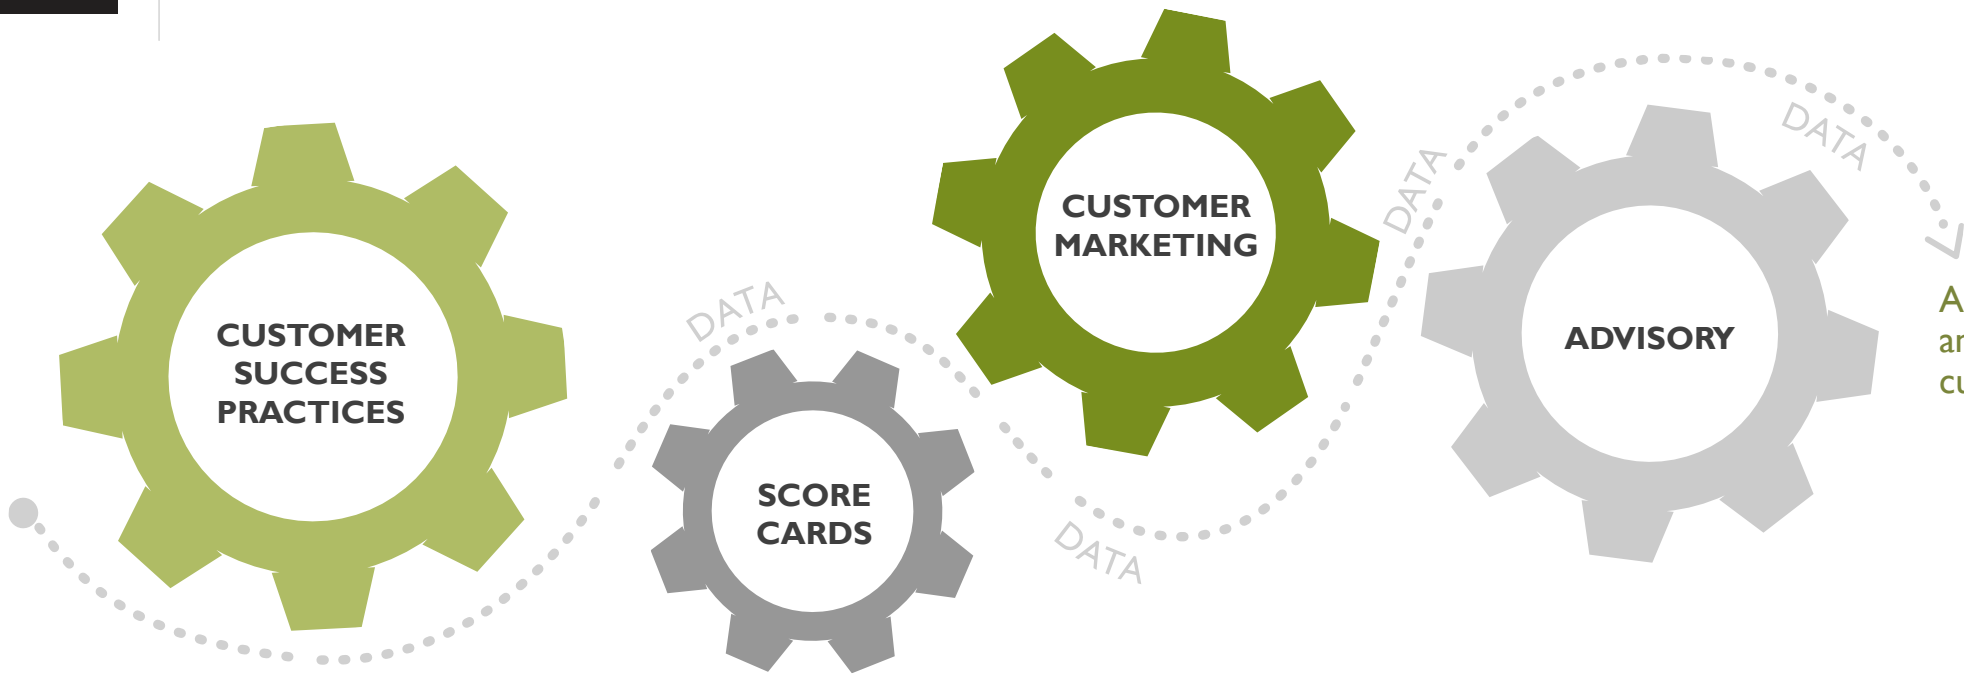 CUSTOMER
SUCCESS
PRACTICES
DATA
SCORE
CARDS
CUSTOMER
MARKETING
DATA
DATA
ADVISORY
DATA